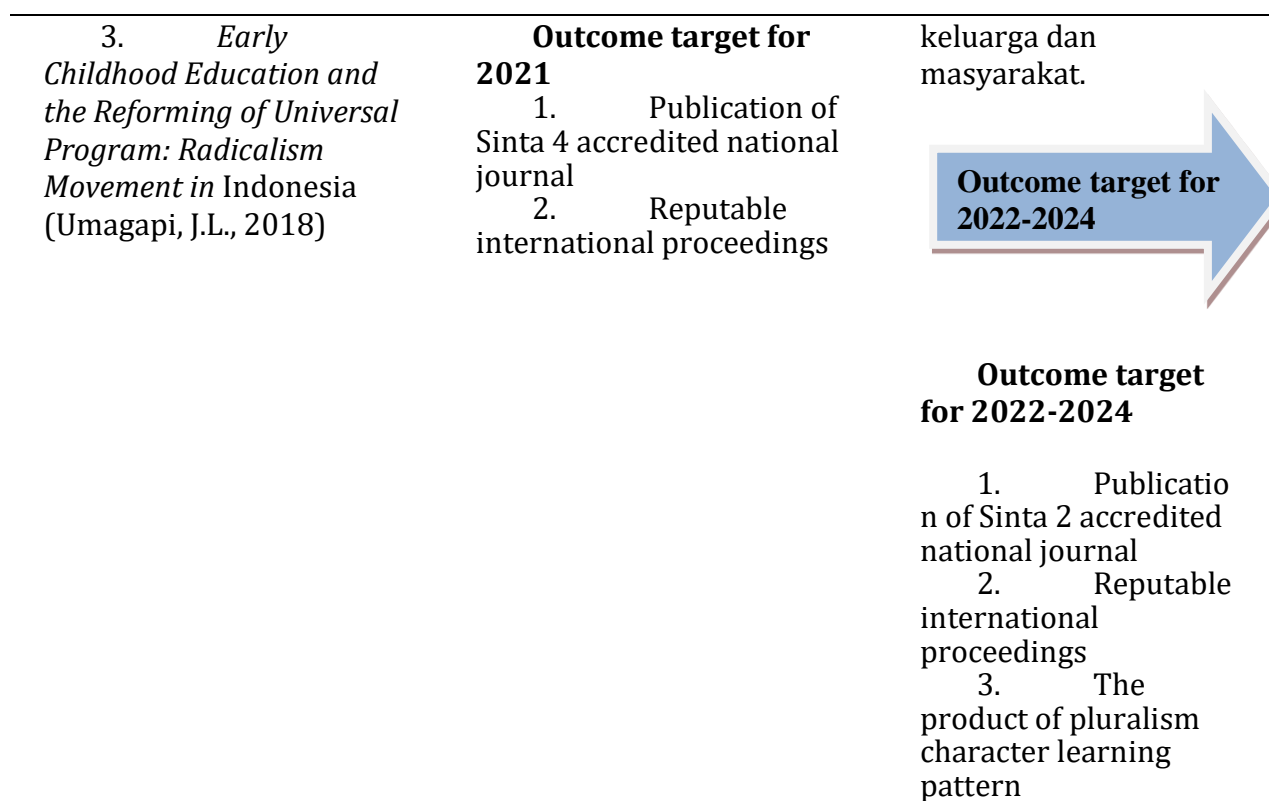 3. Early
Childhood Education and
the Reforming of Universal
Program: Radicalism
Movement in Indonesia
(Umagapi, J.L., 2018)
Outcome target for
2021
1. Publication of
Sinta 4 accredited national
journal
2. Reputable
international proceedings
keluarga dan
masyarakat.
Outcome target for
2022-2024
Outcome target
for 2022-2024
1. Publicatio
n of Sinta 2 accredited
national journal
2. Reputable
international
proceedings
3. The
product of pluralism
character learning
pattern